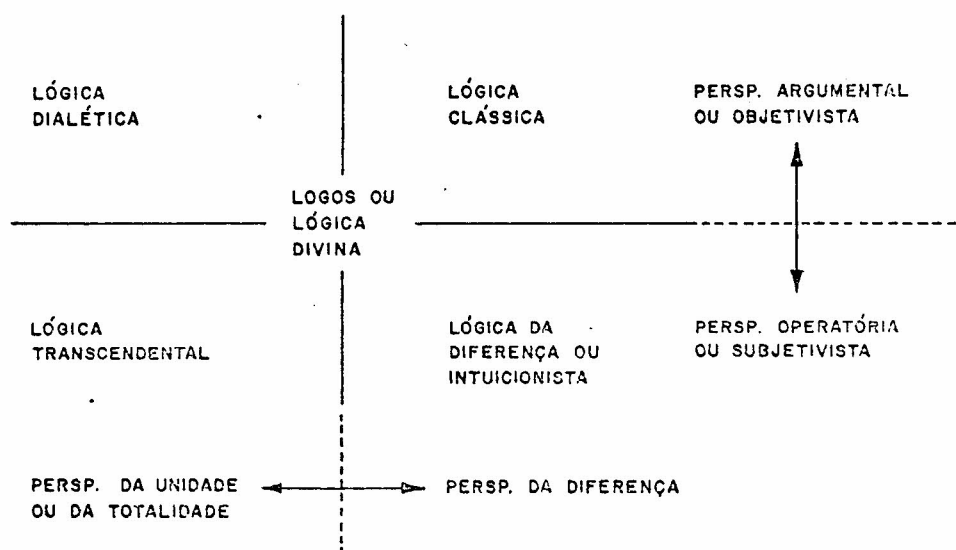 LÓGICA
DIALÉTICA
LÓGICA
CLÁSSICA
PERSP. ARGUMENTAL
OU OBJETIVISTA
LOGOS OU
LÓGICA
DIVINA
LÓGICA
TRANSCENDENTAL
LÓGICA DA
DIFERENÇA OU
INTUICIONISTA
PERSP. OPERATÓRIA
OU SUBJETIVISTA
PERSP. DA UNIDADE
OU DA TOTALIDADE
PERSP. DA DIFERENÇA